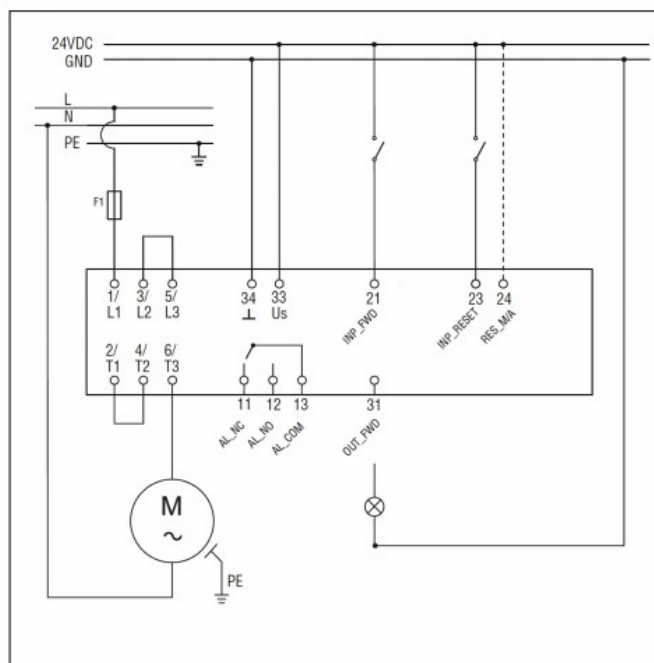 24VDC
GND
L
N
PE
F1
1/ 3/ 5/ 34 33 21 23 24
L1 L2 L3 ⊥ Us INP_FWD INP_RESET RES_M/A
2/ 4/ 6/
T1 T2 T3
11 12 13 31
AL_NC AL_NO AL_COM OUT_FWD
M
~
PE